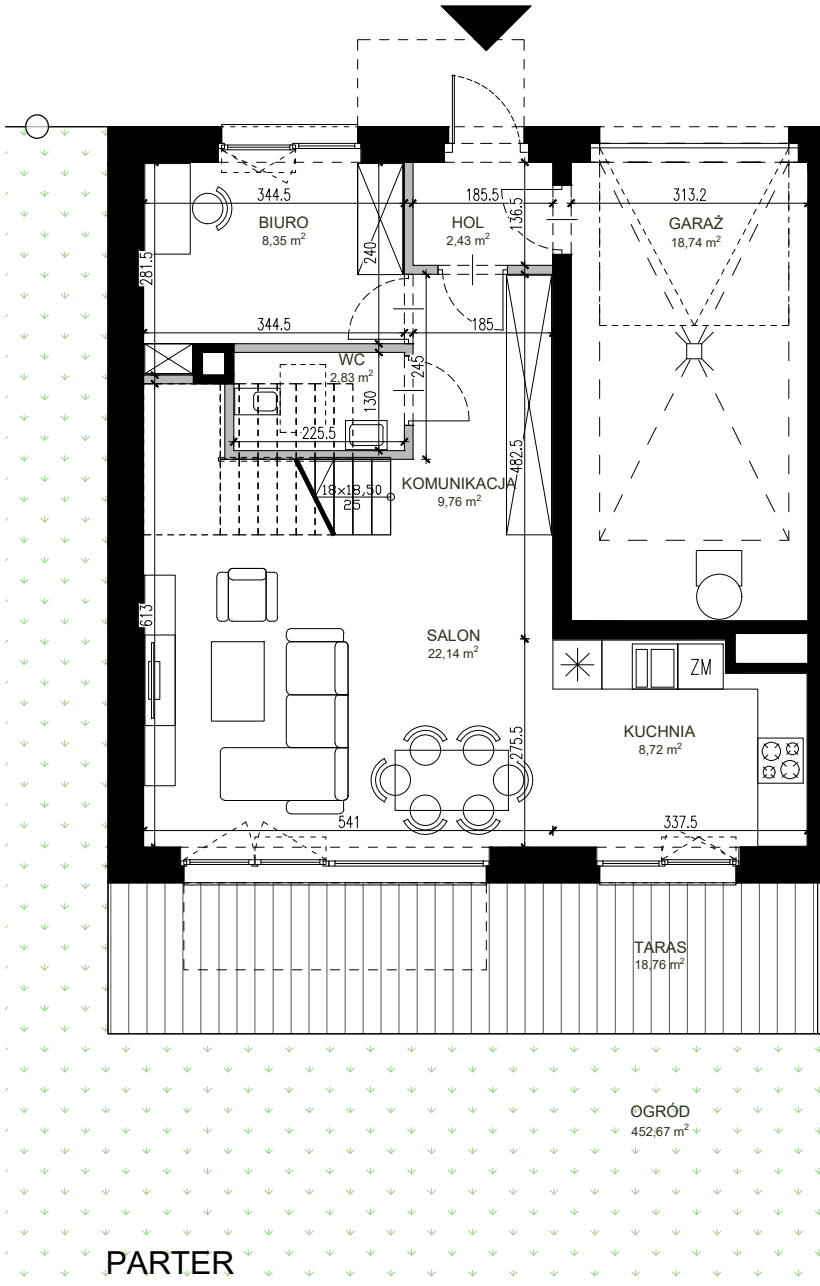 344.5
185.5
313.2
BIURO
8,35 m²
HOL
2,43 m²
136.5
GARAŻ
18,74 m²
240
281.5
344.5
185
WC
2,83 m²
245
130
225.5
482.5
KOMUNIKACJA
9,76 m²
18×18,50
20
613
SALON
22,14 m²
ZM
KUCHNIA
8,72 m²
275.5
541
337.5
TARAS
18,76 m²
OGRÓD
452,67 m²
PARTER